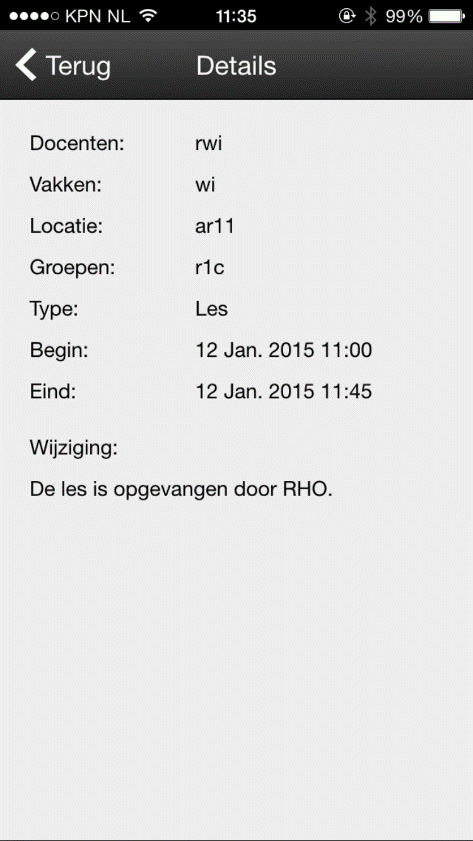 KPN NL 11:35 99%
Terug Details
Docenten: rwi
Vakken: wi
Locatie: ar11
Groepen: r1c
Type: Les
Begin: 12 Jan. 2015 11:00
Eind: 12 Jan. 2015 11:45
Wijziging:
De les is opgevangen door RHO.